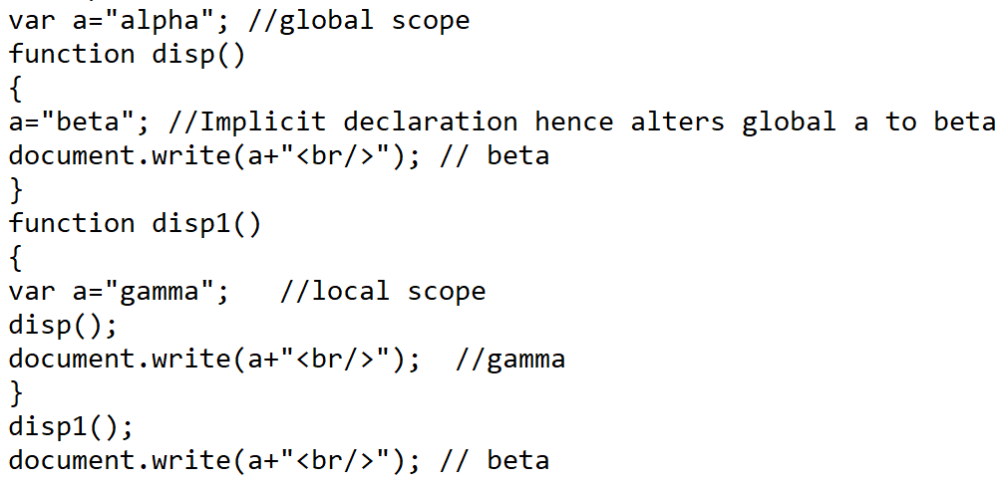 var a="alpha"; //global scope
function disp()
{
a="beta"; //Implicit declaration hence alters global a to beta
document.write(a+"<br/>"); // beta
}
function disp1()
{
var a="gamma";   //local scope
disp();
document.write(a+"<br/>");  //gamma
}
disp1();
document.write(a+"<br/>"); // beta